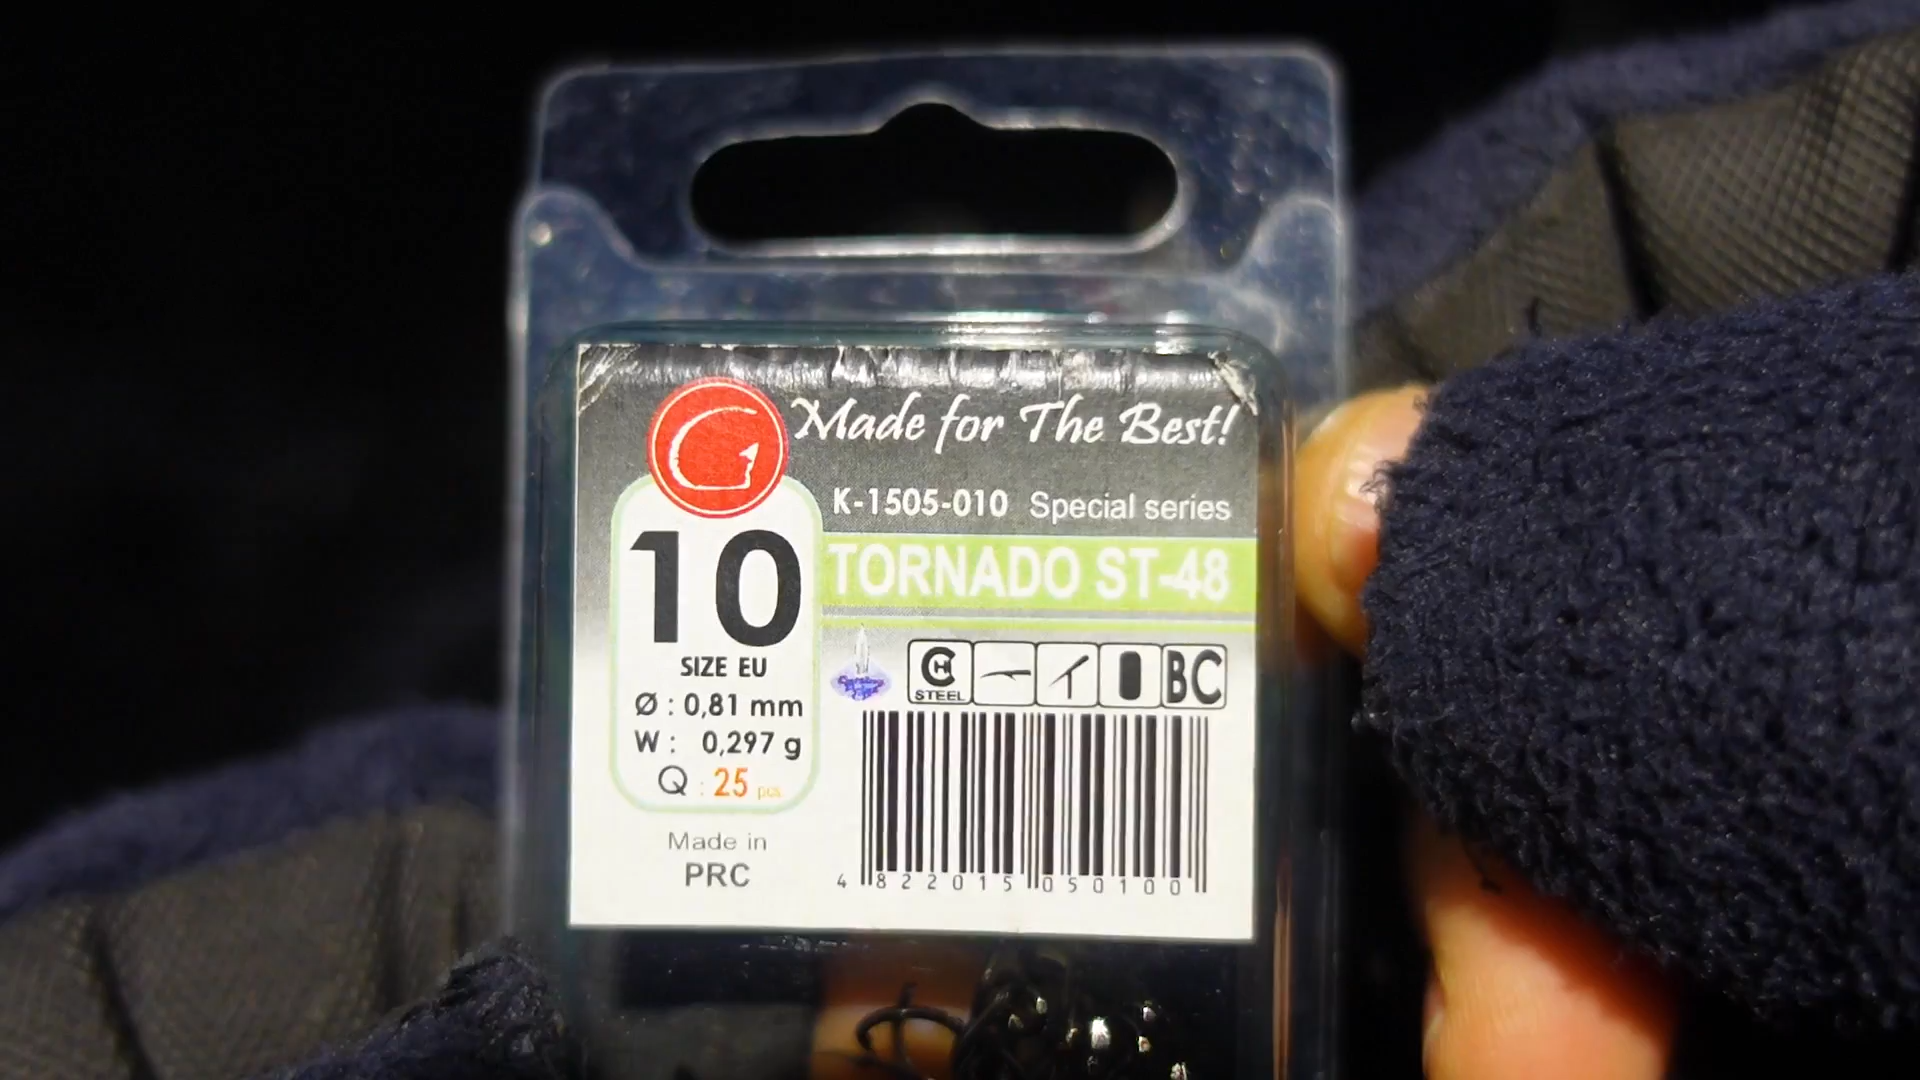 Made for The Best!
K-1505-010 Special series
TORNADO ST-48
10
SIZE EU
Ø : 0,81 mm
W : 0,297 g
Q : 25 pcs
CH
STEEL
BC
Made in
PRC
4 822015 050100